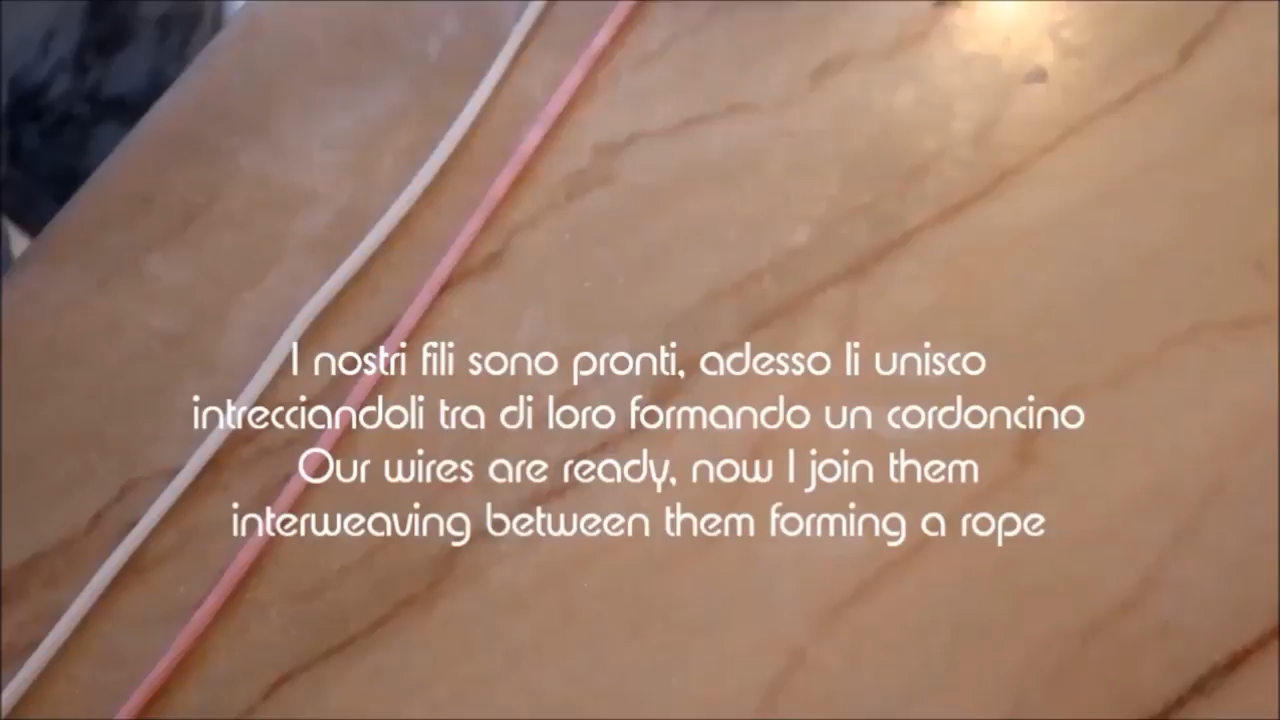 I nostri fili sono pronti, adesso li unisco
intrecciandoli tra di loro formando un cordoncino
Our wires are ready, now I join them
interweaving between them forming a rope